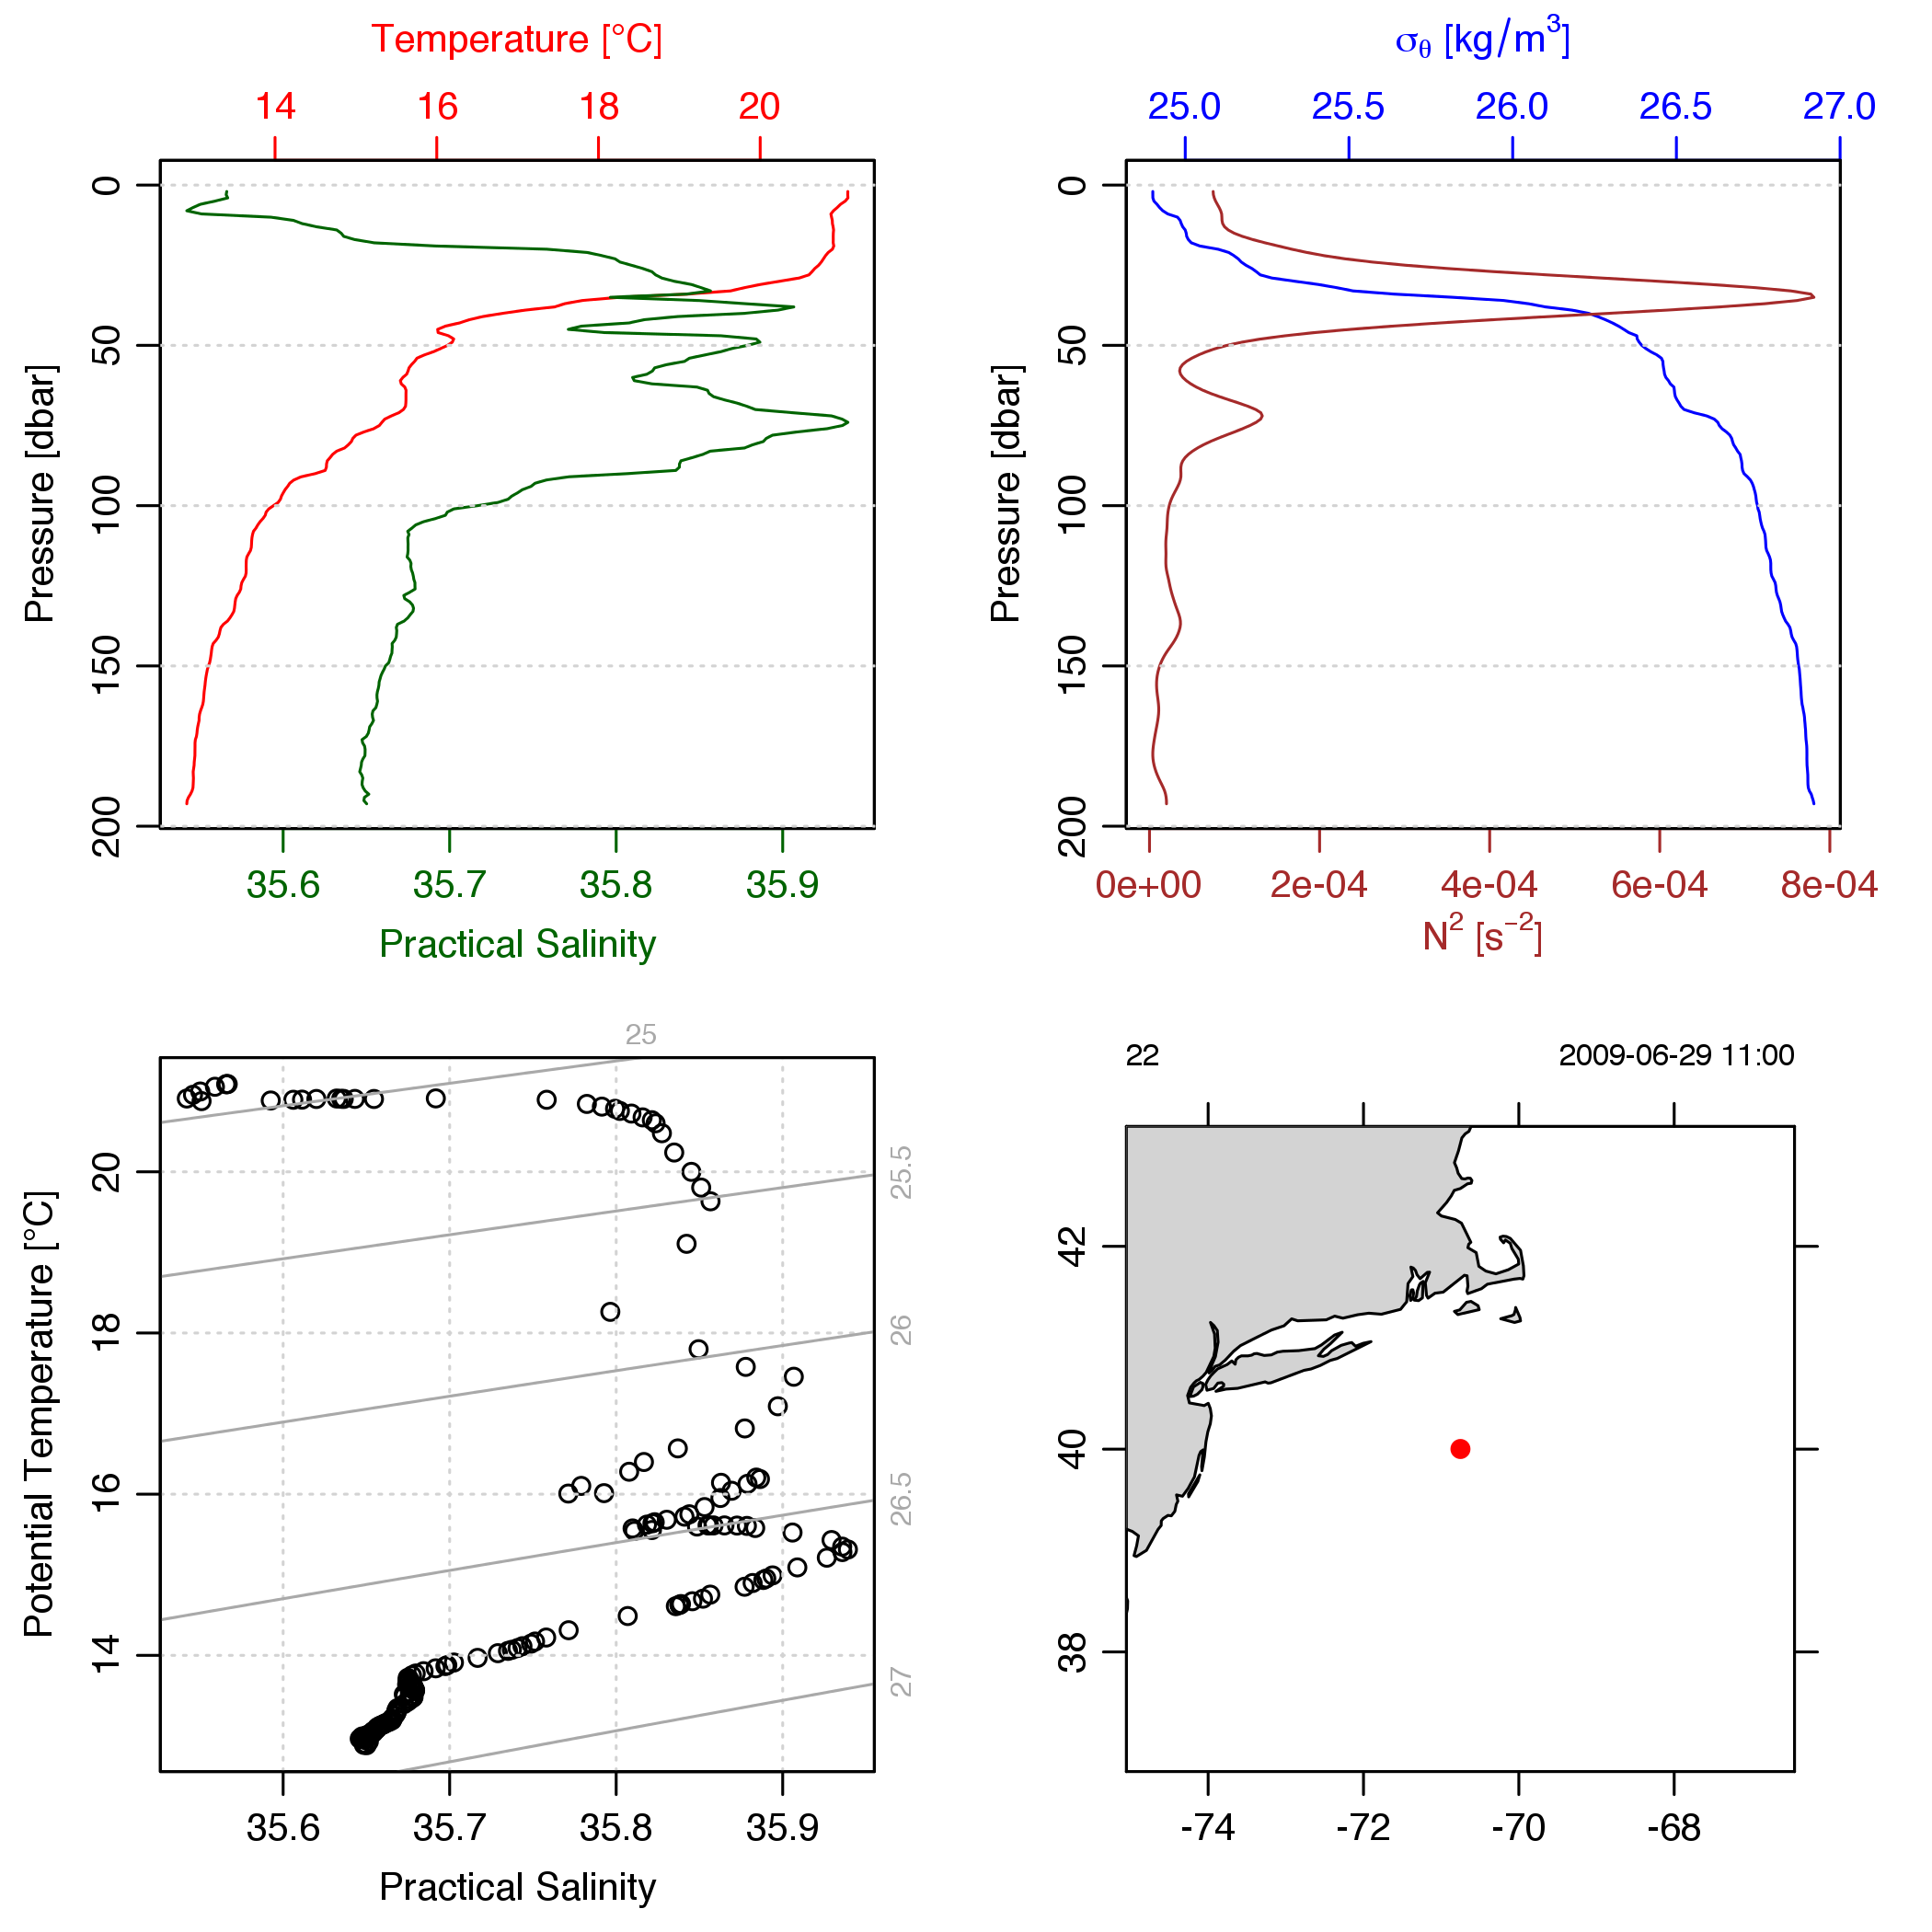 Temperature [°C]
14 16 18 20
0
50
100
150
200
Pressure [dbar]
35.6 35.7 35.8 35.9
Practical Salinity
σθ [kg/m³]
25.0 25.5 26.0 26.5 27.0
0
50
100
150
200
Pressure [dbar]
0e+00 2e-04 4e-04 6e-04 8e-04
N² [s⁻²]
25
25.5
26
26.5
27
20
18
16
14
Potential Temperature [°C]
35.6 35.7 35.8 35.9
Practical Salinity
22 2009-06-29 11:00
42
40
38
-74 -72 -70 -68